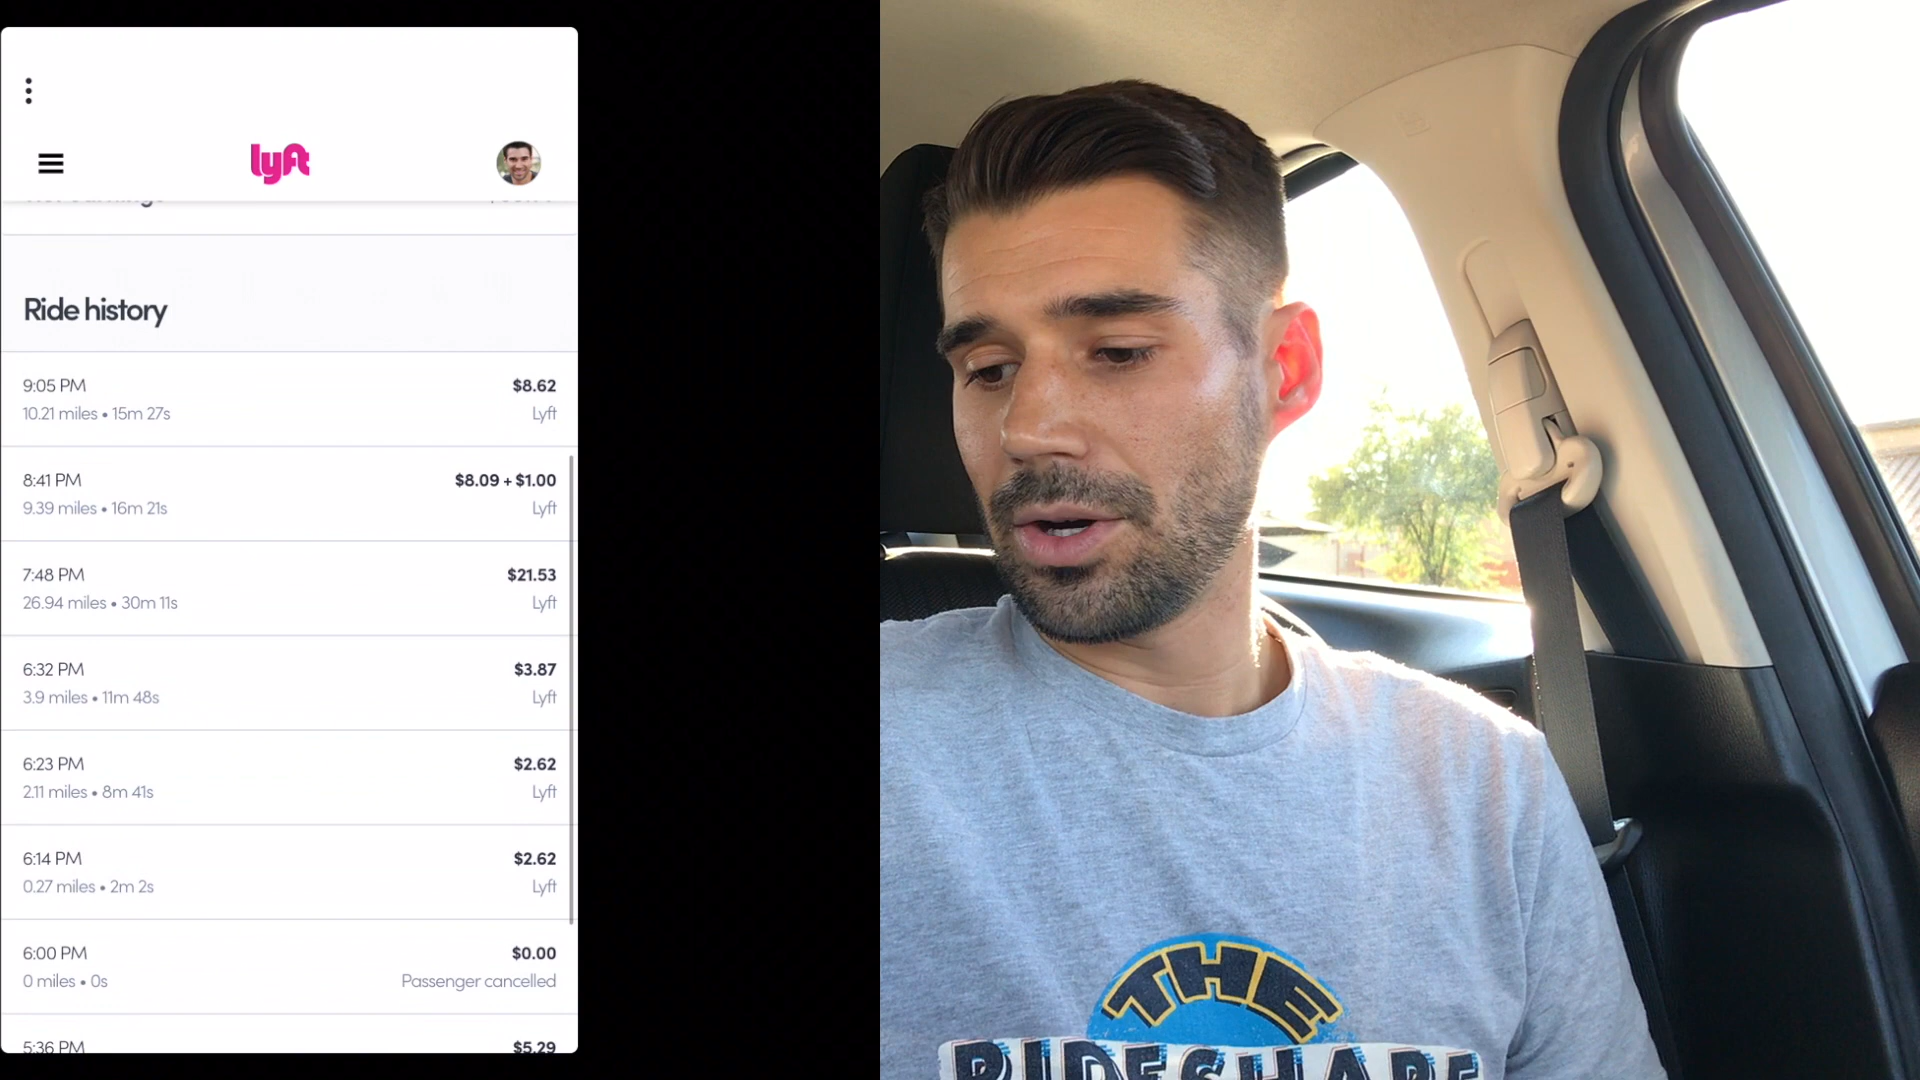 lyft
Ride history
9:05 PM
$8.62
10.21 miles • 15m 27s
Lyft
8:41 PM
$8.09 + $1.00
9.39 miles • 16m 21s
Lyft
7:48 PM
$21.53
26.94 miles • 30m 11s
Lyft
6:32 PM
$3.87
3.9 miles • 11m 48s
Lyft
6:23 PM
$2.62
2.11 miles • 8m 41s
Lyft
6:14 PM
$2.62
0.27 miles • 2m 2s
Lyft
6:00 PM
$0.00
0 miles • 0s
Passenger cancelled
5:36 PM
$5.29
THE
RIDESHARE